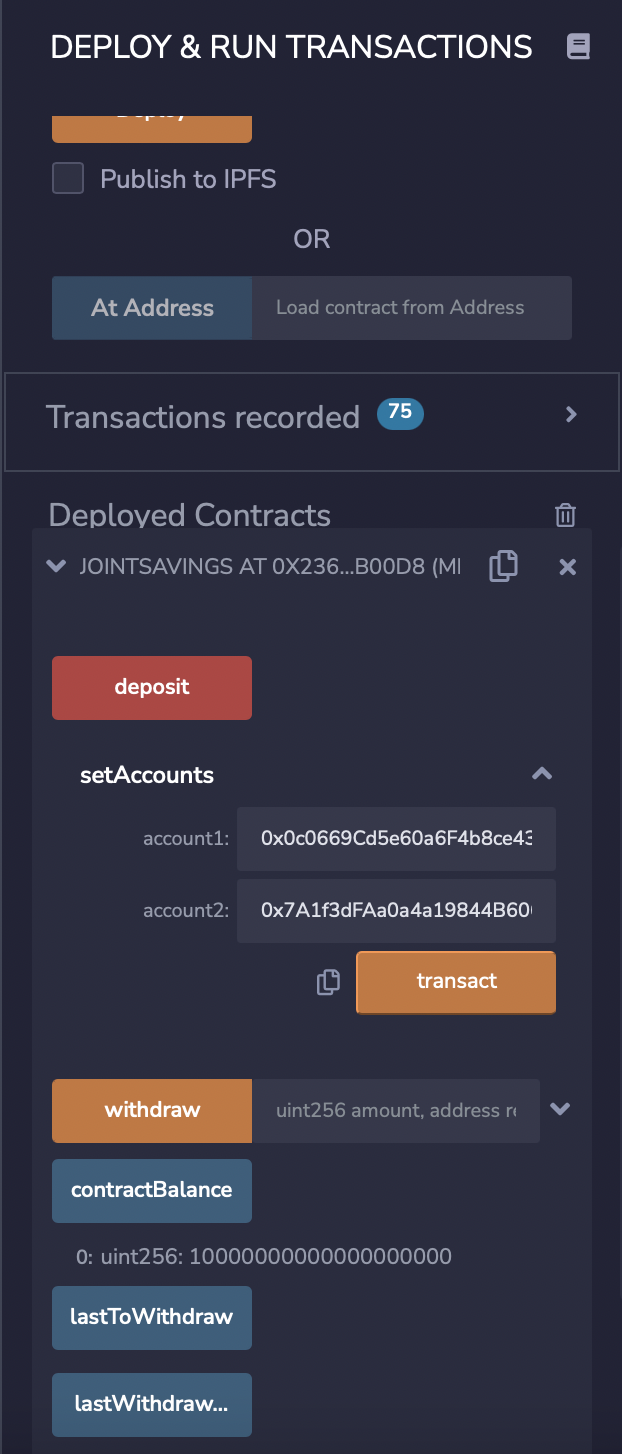 DEPLOY & RUN TRANSACTIONS
Deploy
Publish to IPFS
OR
At Address
Load contract from Address
Transactions recorded 75
Deployed Contracts
JOINTSAVINGS AT 0X236...B00D8 (MI
deposit
setAccounts
account1: 0x0c0669Cd5e60a6F4b8ce43
account2: 0x7A1f3dFAa0a4a19844B60
transact
withdraw
uint256 amount, address re
contractBalance
0: uint256: 10000000000000000000
lastToWithdraw
lastWithdraw...